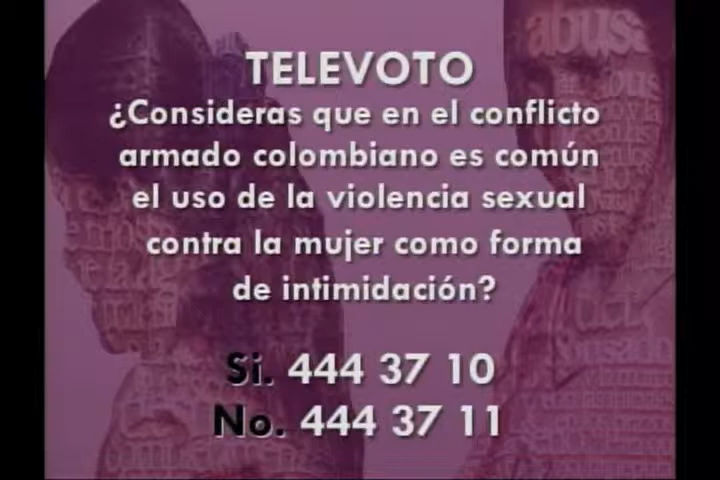 TELEVOTO
¿Consideras que en el conflicto
armado colombiano es común
el uso de la violencia sexual
contra la mujer como forma
de intimidación?
Si. 444 37 10
No. 444 37 11
abusa